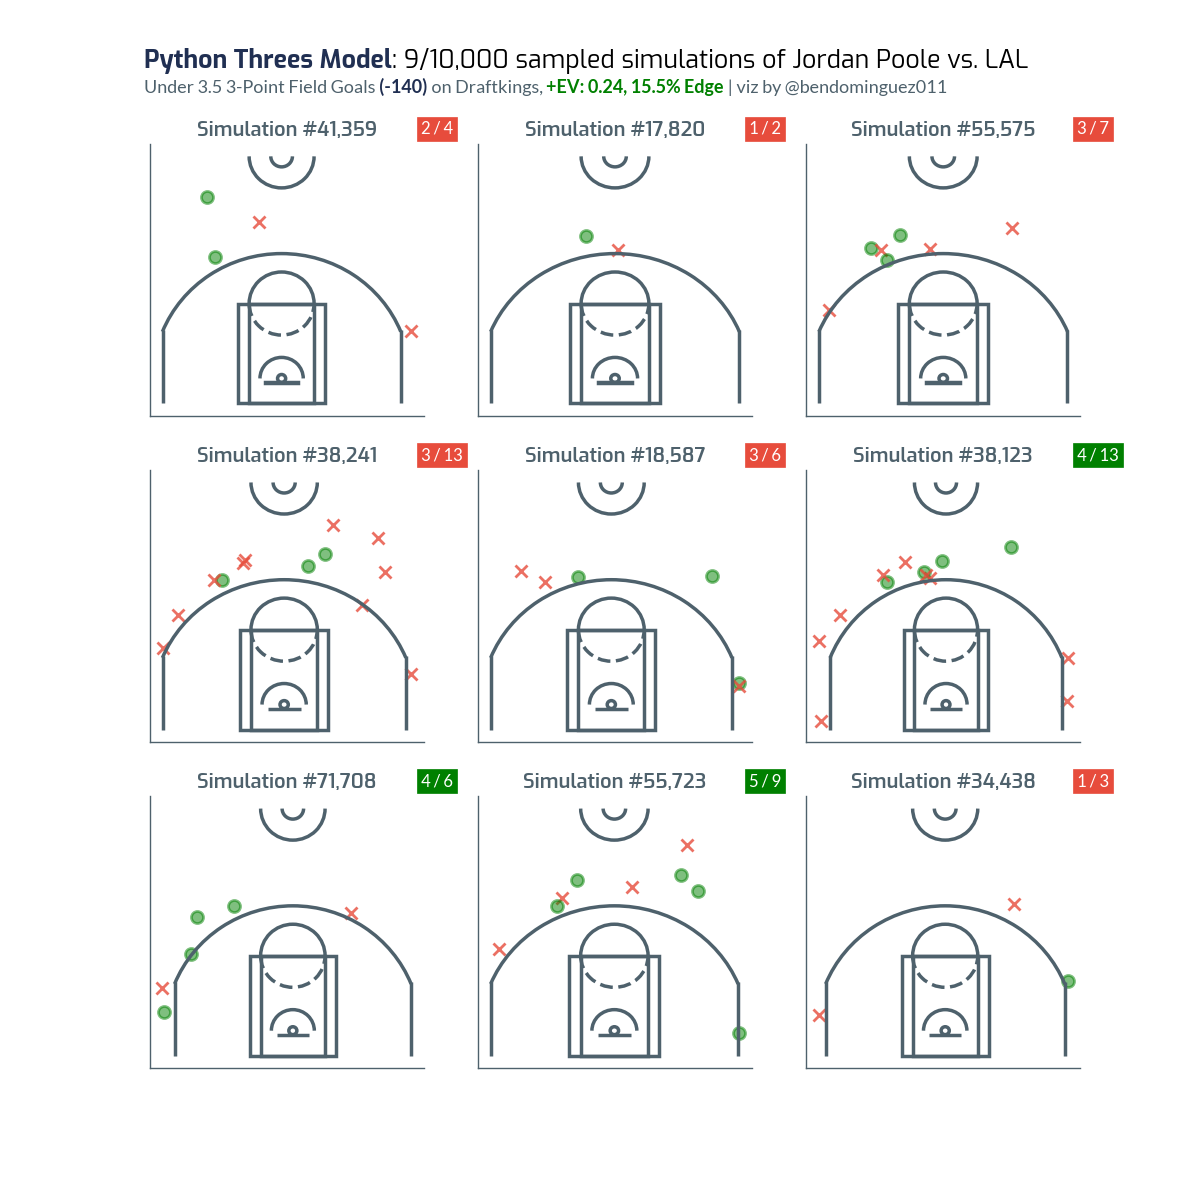 Python Threes Model: 9/10,000 sampled simulations of Jordan Poole vs. LAL
Under 3.5 3-Point Field Goals (-140) on Draftkings, +EV: 0.24, 15.5% Edge | viz by @bendominguez011
Simulation #41,359 2 / 4
Simulation #17,820 1 / 2
Simulation #55,575 3 / 7
Simulation #38,241 3 / 13
Simulation #18,587 3 / 6
Simulation #38,123 4 / 13
Simulation #71,708 4 / 6
Simulation #55,723 5 / 9
Simulation #34,438 1 / 3